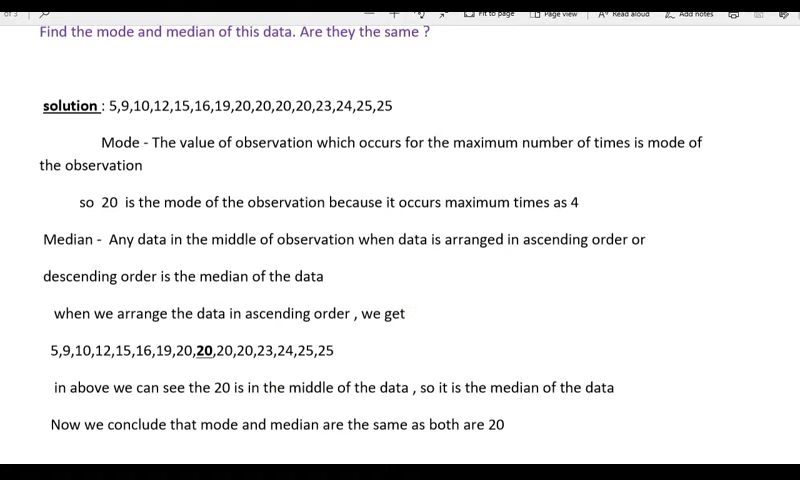 of 3 Fit to page Page view Read aloud Add notes
Find the mode and median of this data. Are they the same ?
solution : 5,9,10,12,15,16,19,20,20,20,20,23,24,25,25
Mode - The value of observation which occurs for the maximum number of times is mode of
the observation
so 20 is the mode of the observation because it occurs maximum times as 4
Median - Any data in the middle of observation when data is arranged in ascending order or
descending order is the median of the data
when we arrange the data in ascending order , we get
5,9,10,12,15,16,19,20,20,20,20,23,24,25,25
in above we can see the 20 is in the middle of the data , so it is the median of the data
Now we conclude that mode and median are the same as both are 20